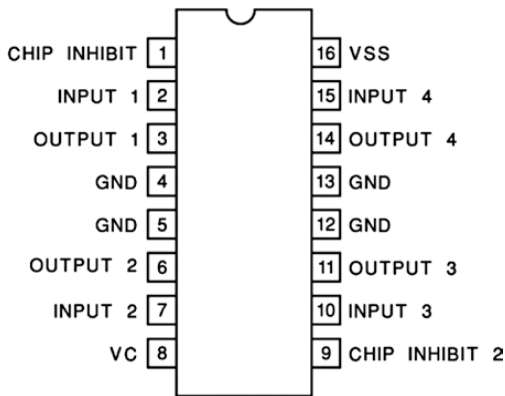 CHIP INHIBIT 1 16 VSS
INPUT 1 2 15 INPUT 4
OUTPUT 1 3 14 OUTPUT 4
GND 4 13 GND
GND 5 12 GND
OUTPUT 2 6 11 OUTPUT 3
INPUT 2 7 10 INPUT 3
VC 8 9 CHIP INHIBIT 2